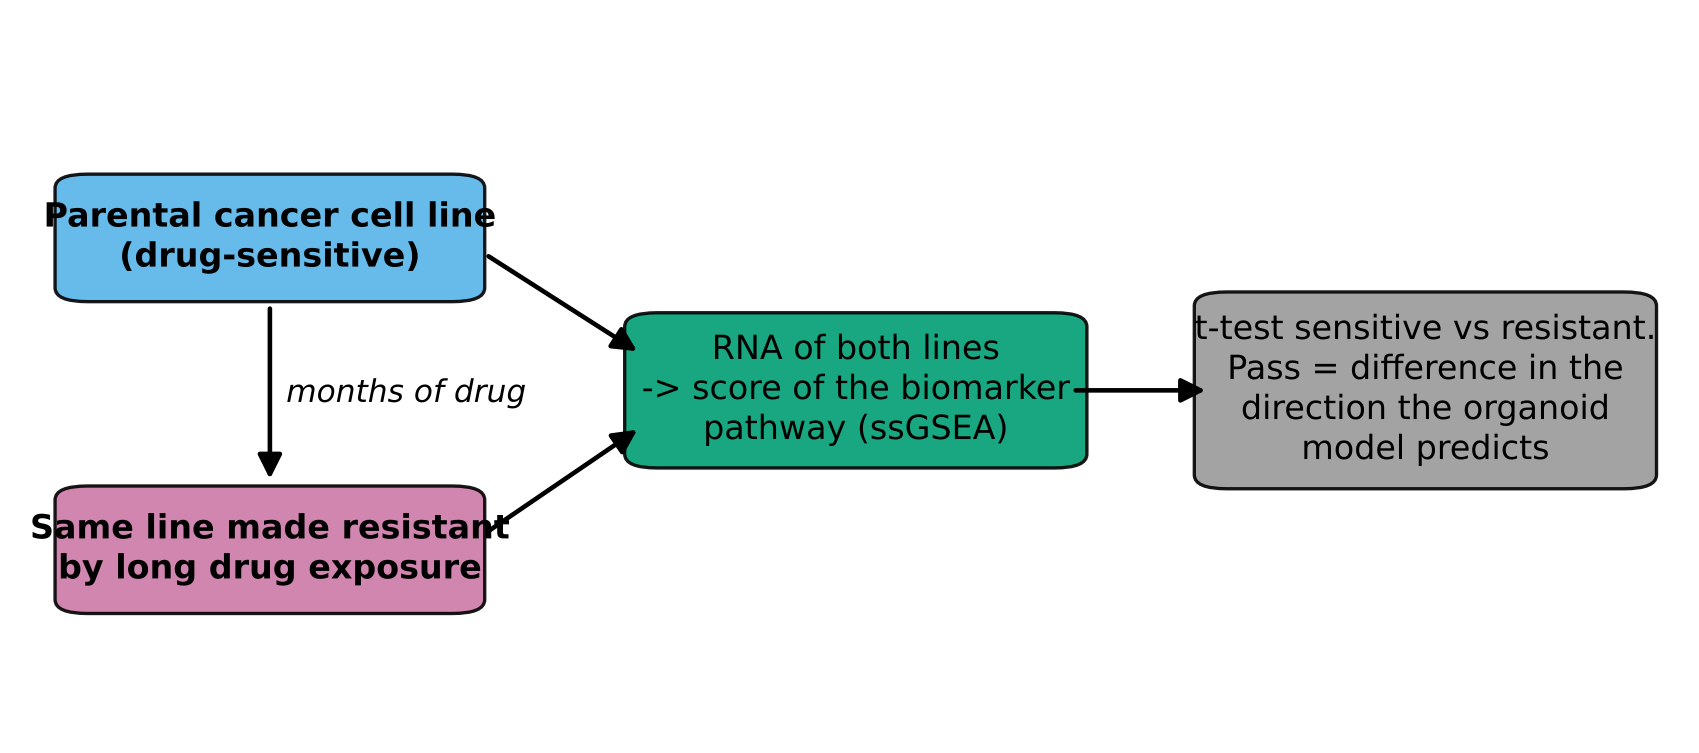 Parental cancer cell line
(drug-sensitive)
months of drug
Same line made resistant
by long drug exposure
RNA of both lines
-> score of the biomarker
pathway (ssGSEA)
t-test sensitive vs resistant.
Pass = difference in the
direction the organoid
model predicts